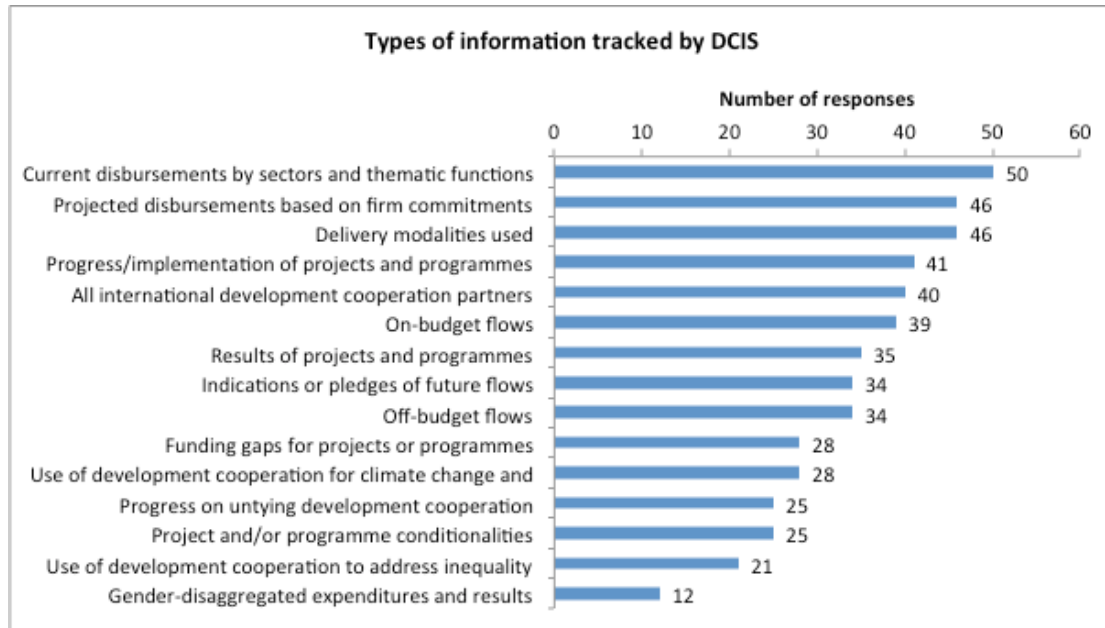 Types of information tracked by DCIS
Number of responses
0 10 20 30 40 50 60
Current disbursements by sectors and thematic functions 50
Projected disbursements based on firm commitments 46
Delivery modalities used 46
Progress/implementation of projects and programmes 41
All international development cooperation partners 40
On-budget flows 39
Results of projects and programmes 35
Indications or pledges of future flows 34
Off-budget flows 34
Funding gaps for projects or programmes 28
Use of development cooperation for climate change and 28
Progress on untying development cooperation 25
Project and/or programme conditionalities 25
Use of development cooperation to address inequality 21
Gender-disaggregated expenditures and results 12